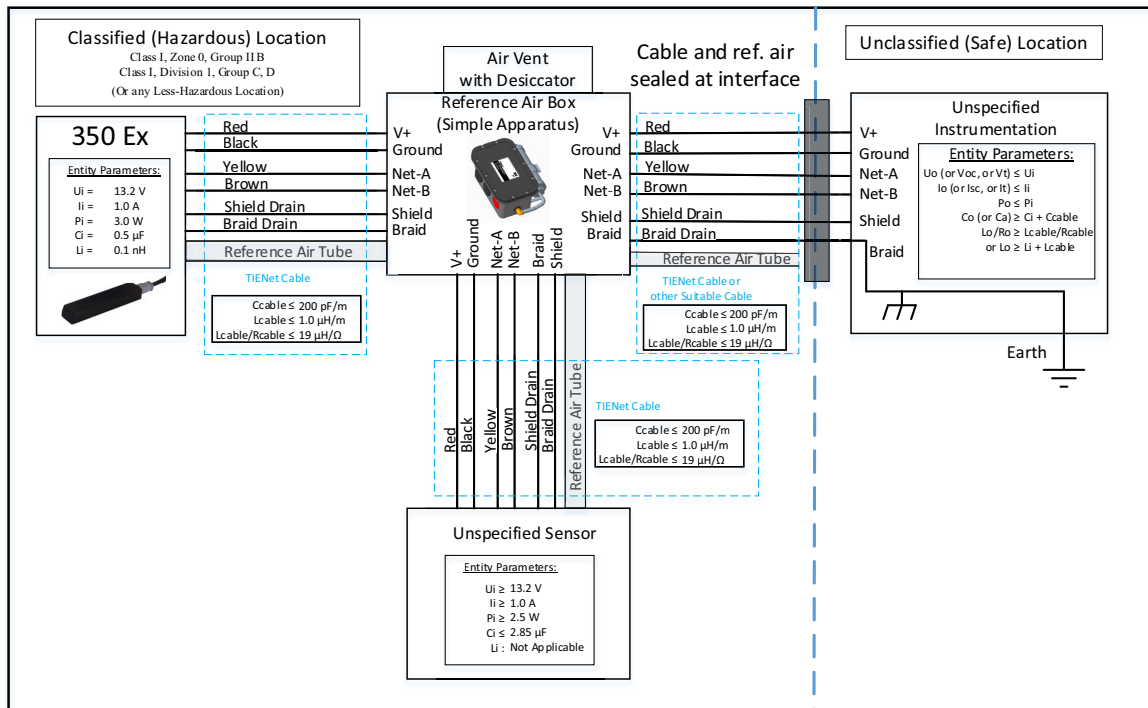 Classified (Hazardous) Location
Class I, Zone 0, Group II B
Class I, Division 1, Group C, D
(Or any Less-Hazardous Location)
Air Vent
with Desiccator
Cable and ref. air
sealed at interface
Unclassified (Safe) Location
350 Ex
Entity Parameters:
Ui = 13.2 V
Ii = 1.0 A
Pi = 3.0 W
Ci = 0.5 µF
Li = 0.1 nH
Red
Black
Yellow
Brown
Shield Drain
Braid Drain
Reference Air Tube
TIENet Cable
Ccable ≤ 200 pF/m
Lcable ≤ 1.0 µH/m
Lcable/Rcable ≤ 19 µH/Ω
Reference Air Box
(Simple Apparatus)
V+
Ground
Net-A
Net-B
Shield
Braid
V+
Ground
Net-A
Net-B
Shield
Braid
V+
Ground
Net-A
Net-B
Braid
Shield
Red
Black
Yellow
Brown
Shield Drain
Braid Drain
Reference Air Tube
TIENet Cable or
other Suitable Cable
Ccable ≤ 200 pF/m
Lcable ≤ 1.0 µH/m
Lcable/Rcable ≤ 19 µH/Ω
Unspecified
Instrumentation
V+
Ground
Net-A
Net-B
Shield
Braid
Entity Parameters:
Uo (or Voc, or Vt) ≤ Ui
Io (or Isc, or It) ≤ Ii
Po ≤ Pi
Co (or Ca) ≥ Ci + Ccable
Lo/Ro ≥ Lcable/Rcable
or Lo ≥ Li + Lcable
Earth
Red
Black
Yellow
Brown
Shield Drain
Braid Drain
Reference Air Tube
TIENet Cable
Ccable ≤ 200 pF/m
Lcable ≤ 1.0 µH/m
Lcable/Rcable ≤ 19 µH/Ω
Unspecified Sensor
Entity Parameters:
Ui ≥ 13.2 V
Ii ≥ 1.0 A
Pi ≥ 2.5 W
Ci ≤ 2.85 µF
Li : Not Applicable